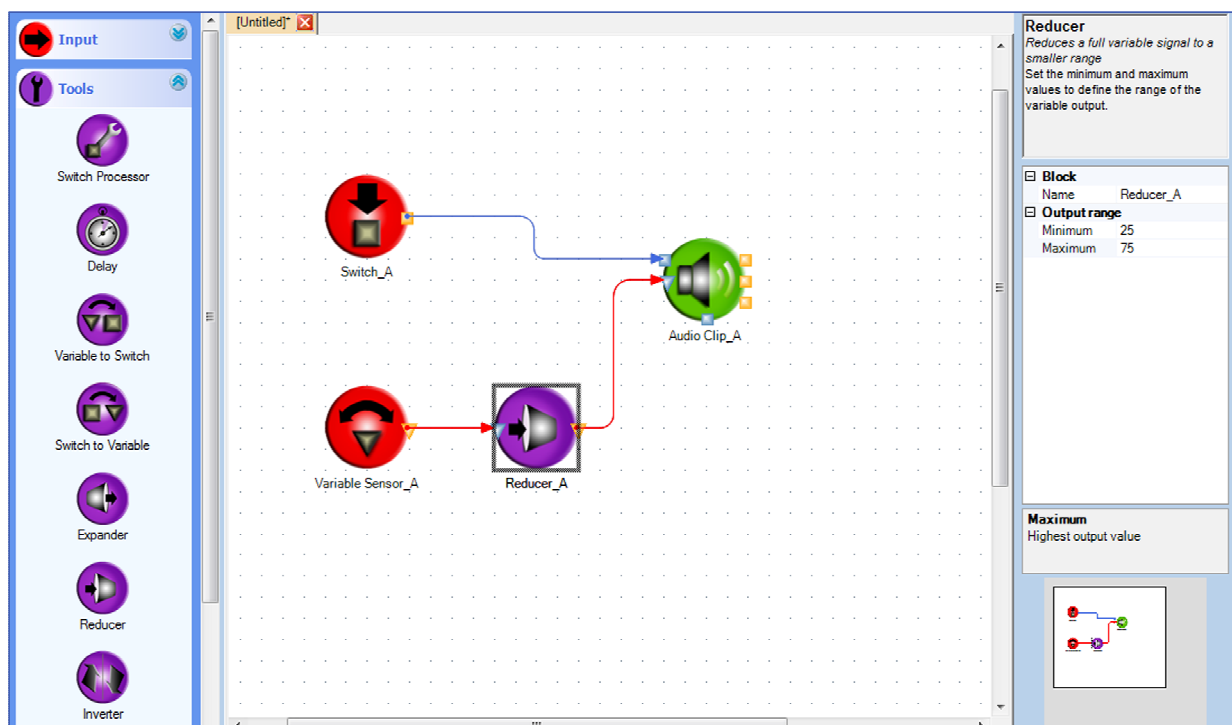 Input
Tools
Switch Processor
Delay
Variable to Switch
Switch to Variable
Expander
Reducer
Inverter
[Untitled]*
Switch_A
Audio Clip_A
Variable Sensor_A
Reducer_A
Reducer
Reduces a full variable signal to a
smaller range
Set the minimum and maximum
values to define the range of the
variable output.
Block
Name Reducer_A
Output range
Minimum 25
Maximum 75
Maximum
Highest output value